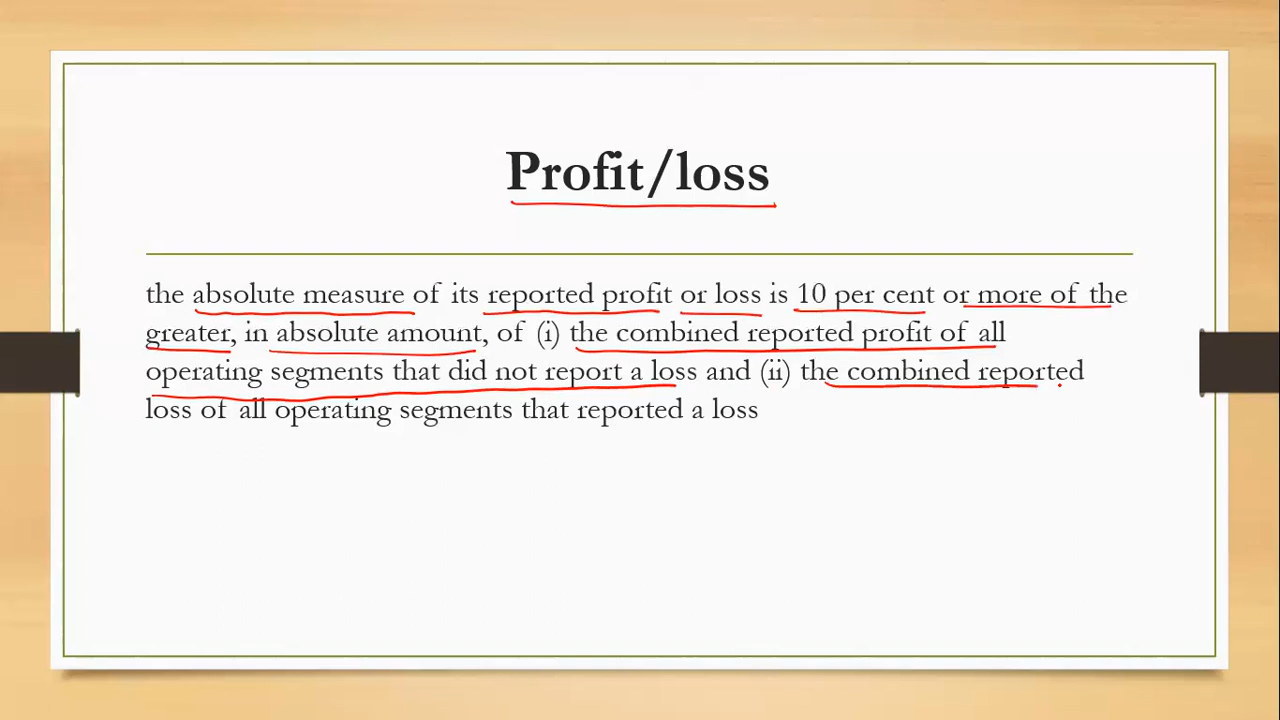 Profit/loss
the absolute measure of its reported profit or loss is 10 per cent or more of the
greater, in absolute amount, of (i) the combined reported profit of all
operating segments that did not report a loss and (ii) the combined reported
loss of all operating segments that reported a loss